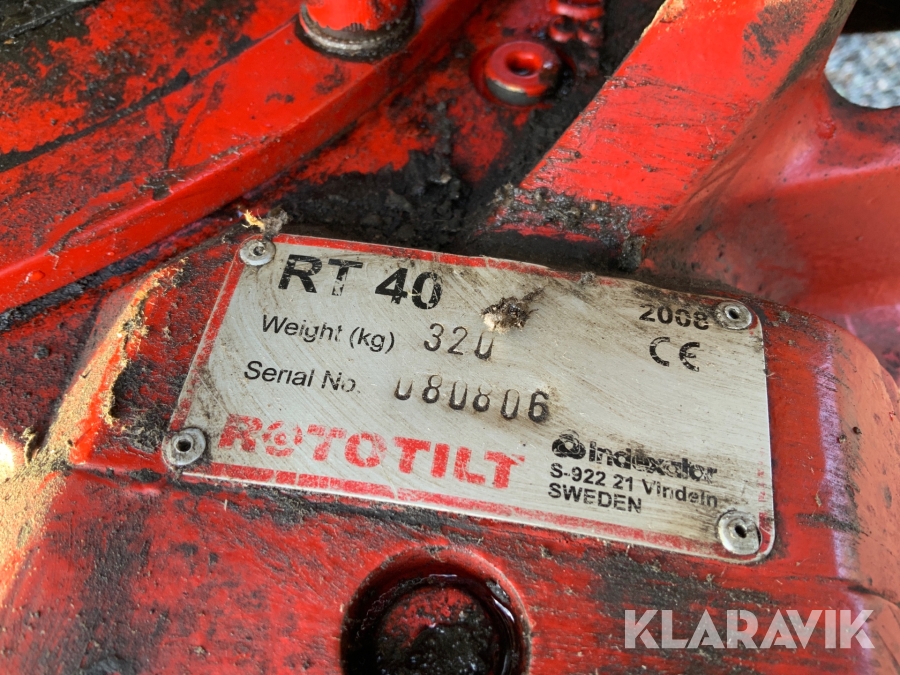 RT 40
2008
Weight (kg) 320
CE
Serial No. 080806
ROTOTILT
indexator
S-922 21 Vindeln
SWEDEN
KLARAVIK